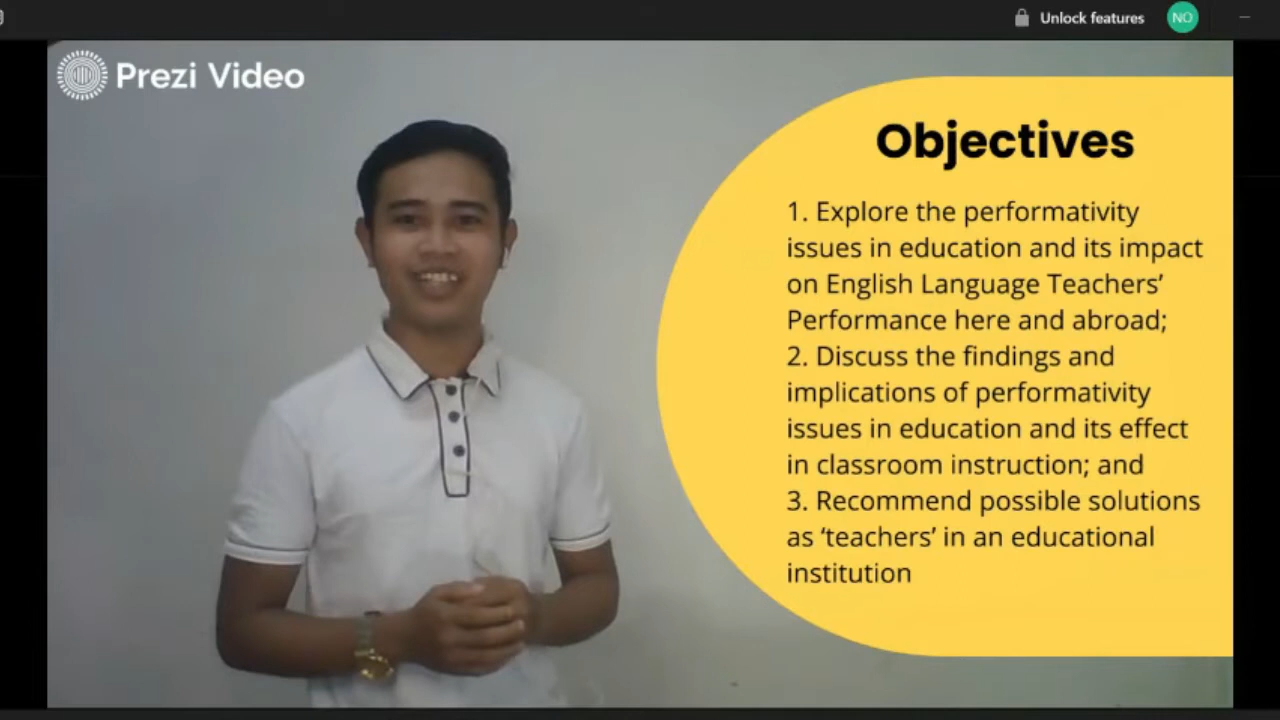 Unlock features
NO
Prezi Video
Objectives
1. Explore the performativity
issues in education and its impact
on English Language Teachers’
Performance here and abroad;
2. Discuss the findings and
implications of performativity
issues in education and its effect
in classroom instruction; and
3. Recommend possible solutions
as ‘teachers’ in an educational
institution